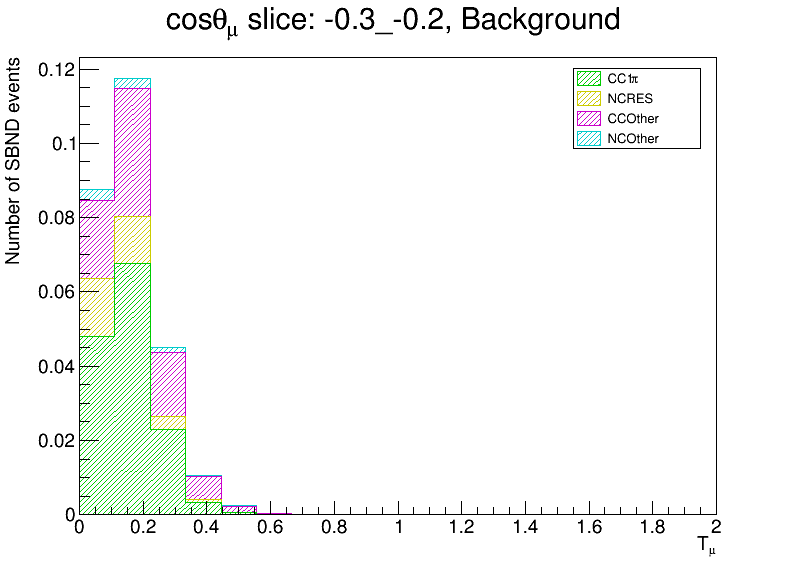 cosθμ slice: -0.3_-0.2, Background
Number of SBND events
0.12
0.1
0.08
0.06
0.04
0.02
0
CC1π
NCRES
CCOther
NCOther
0 0.2 0.4 0.6 0.8 1 1.2 1.4 1.6 1.8 2
Tμ